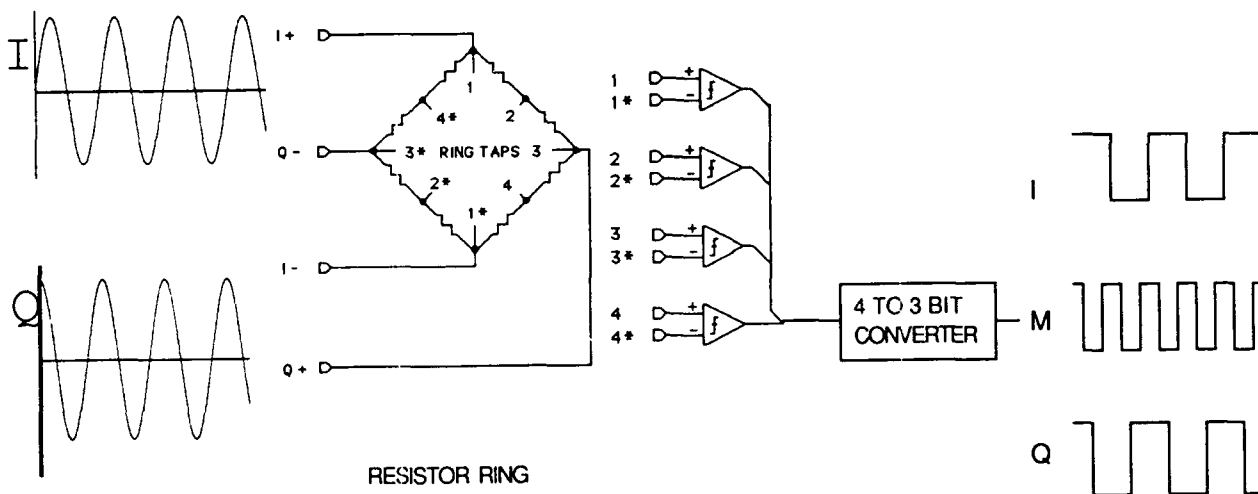 I
I+
Q-
I-
Q+
Q
1
2
3
4
1*
2*
3*
4*
RING TAPS
RESISTOR RING
1 +
1* -
2 +
2* -
3 +
3* -
4 +
4* -
4 TO 3 BIT
CONVERTER
I
M
Q